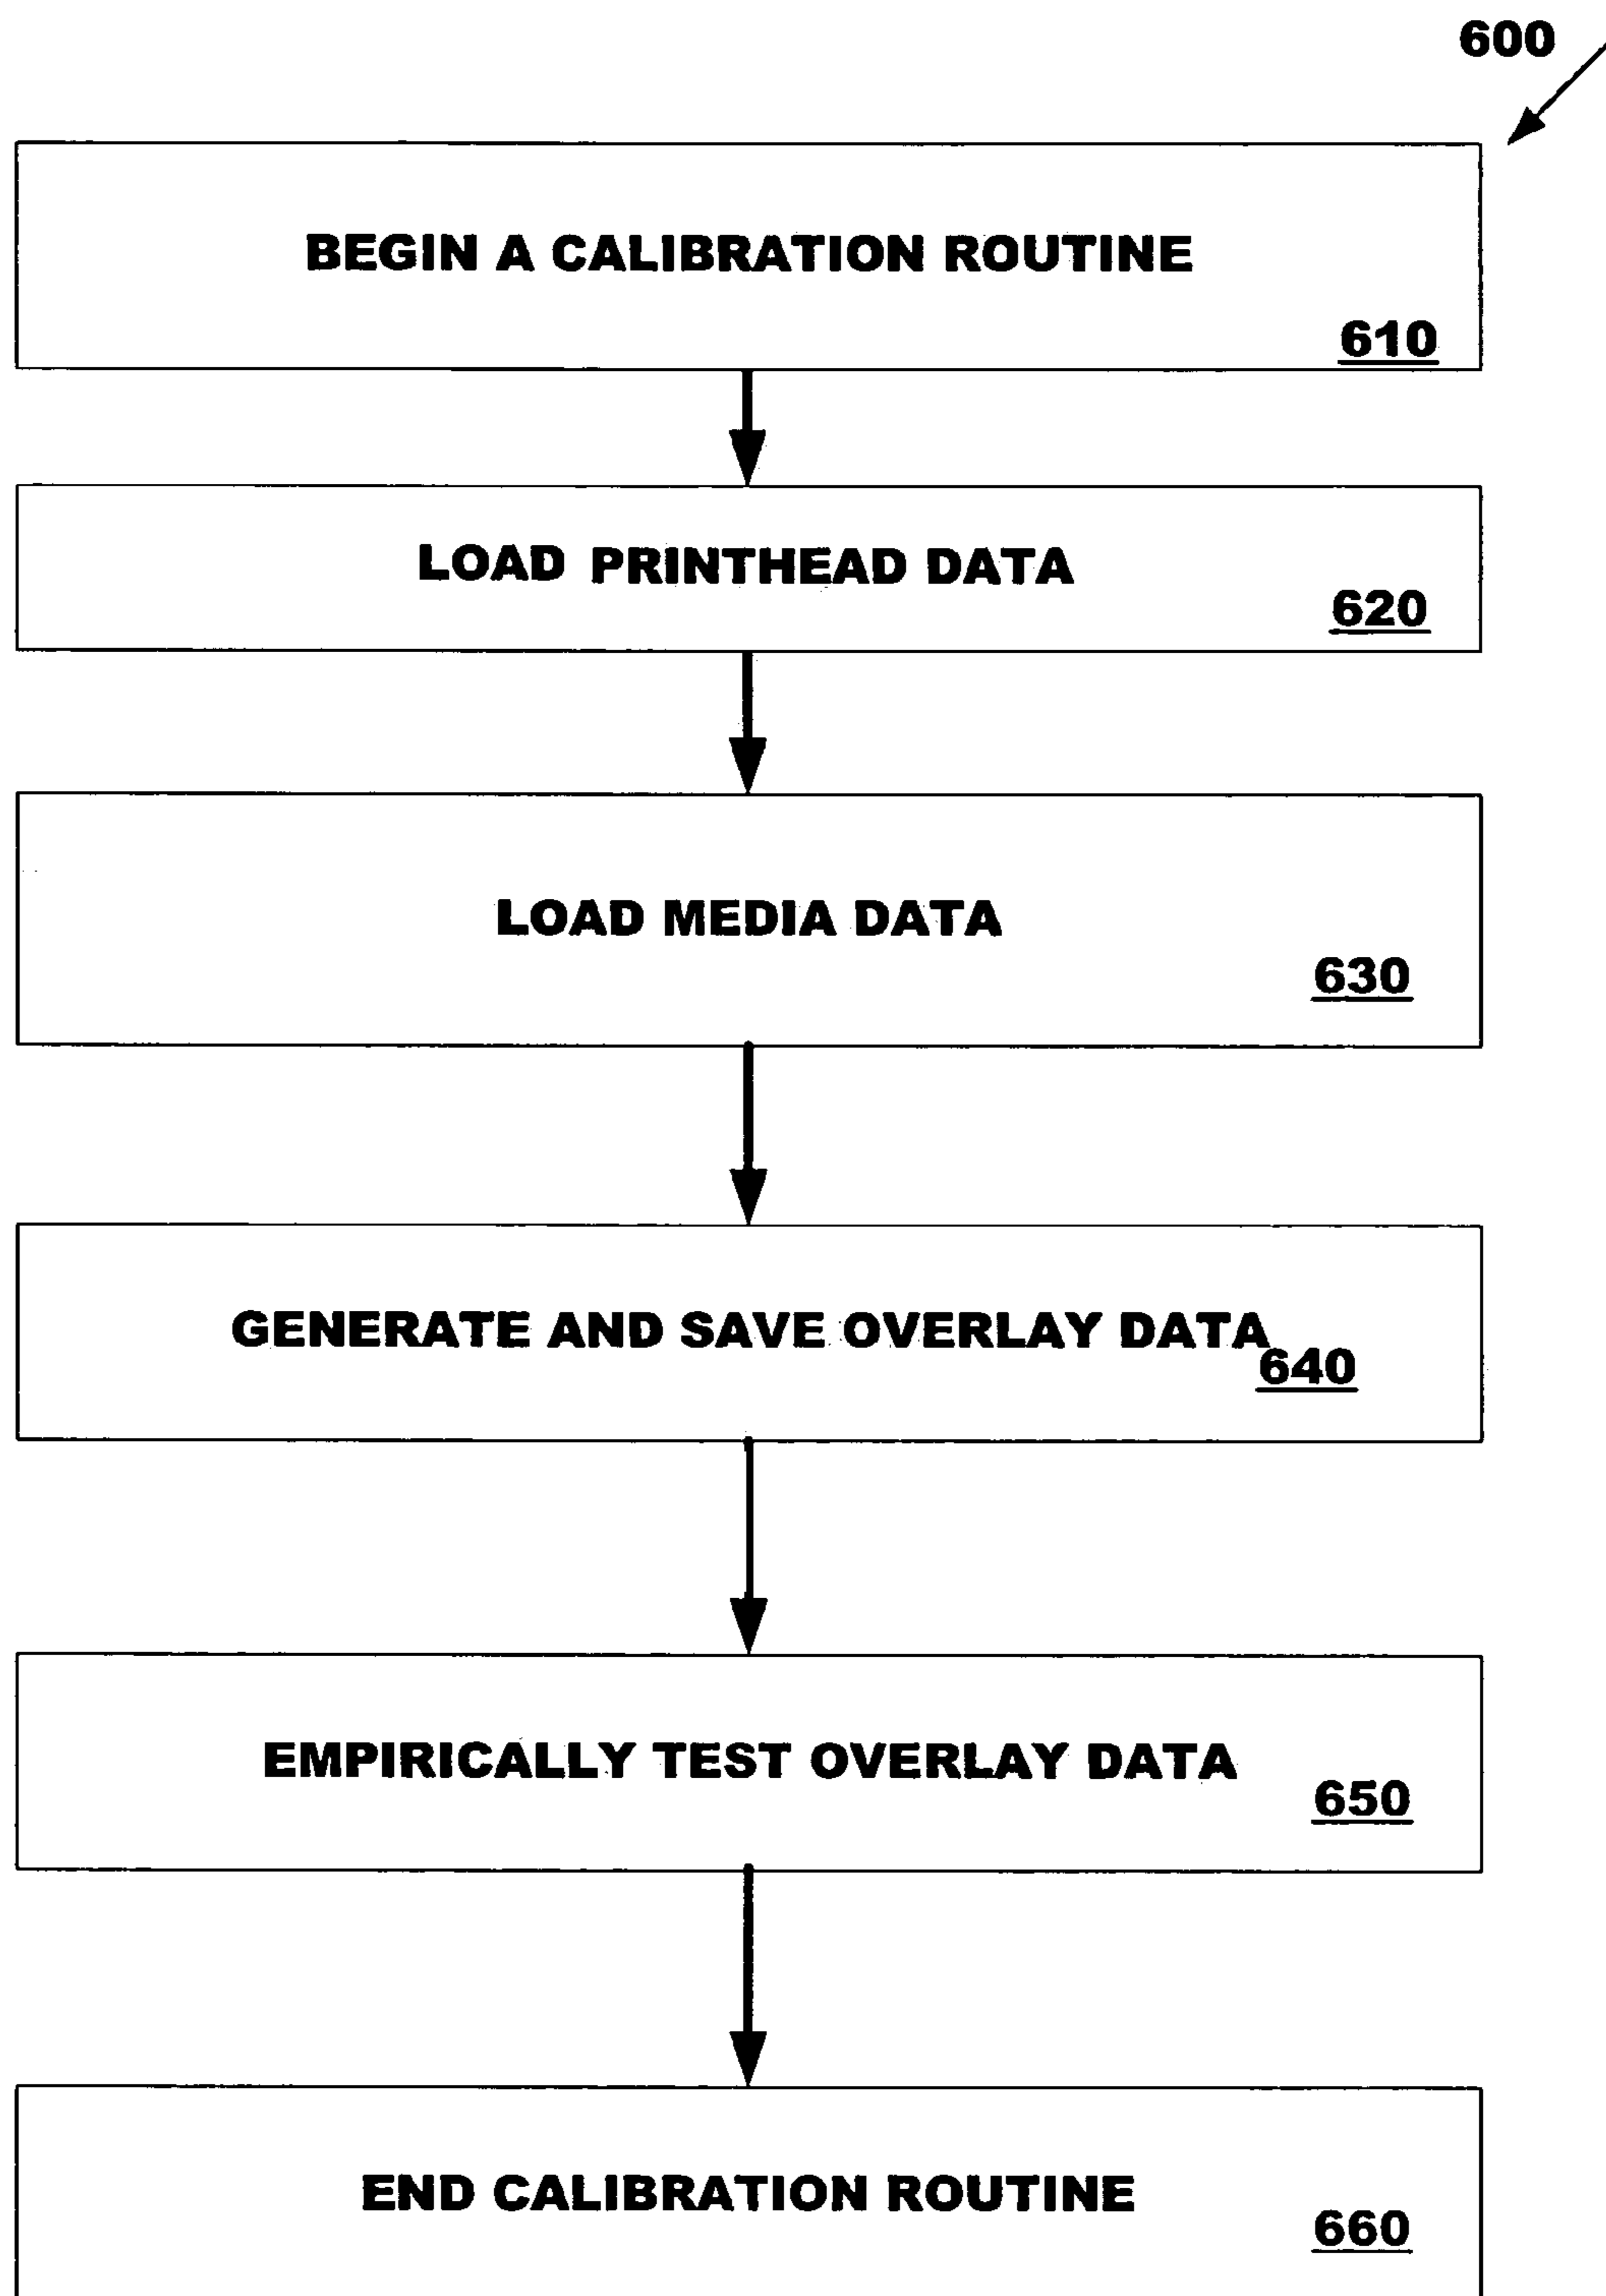 600
BEGIN A CALIBRATION ROUTINE
610
LOAD PRINTHEAD DATA
620
LOAD MEDIA DATA
630
GENERATE AND SAVE OVERLAY DATA
640
EMPIRICALLY TEST OVERLAY DATA
650
END CALIBRATION ROUTINE
660